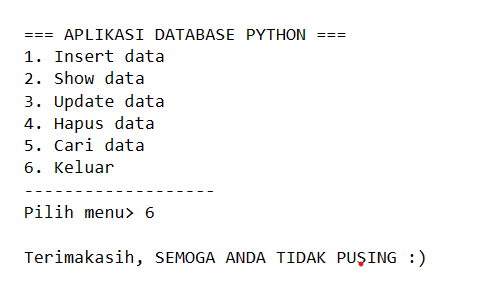 === APLIKASI DATABASE PYTHON ===
1. Insert data
2. Show data
3. Update data
4. Hapus data
5. Cari data
6. Keluar
-------------------
Pilih menu> 6
Terimakasih, SEMOGA ANDA TIDAK PUSING :)